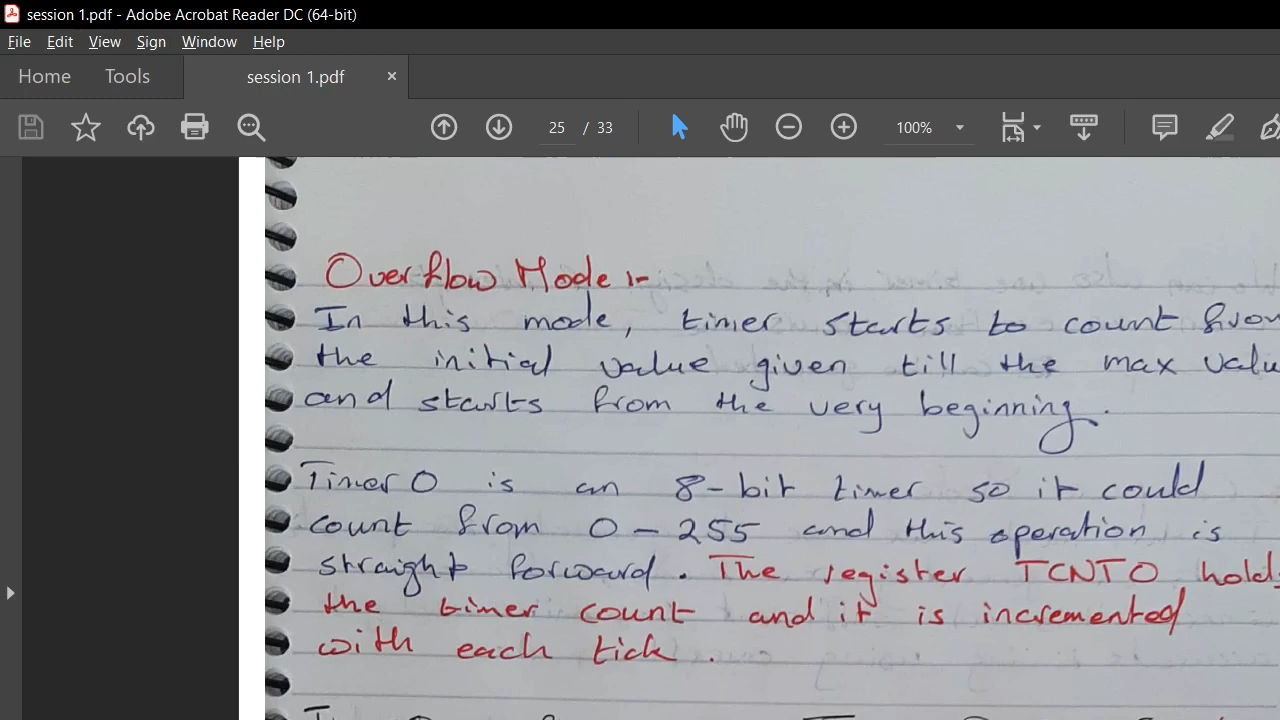 session 1.pdf - Adobe Acrobat Reader DC (64-bit)
File Edit View Sign Window Help
Home Tools session 1.pdf ×
25 / 33 100%
Overflow Mode :-
In this mode, timer starts to count from
the initial value given till the max valu
and starts from the very beginning.
Timer0 is an 8-bit timer so it could
count from 0-255 and this operation is
straight forward. The register TCNT0 holds
the timer count and it is incremented
with each tick.